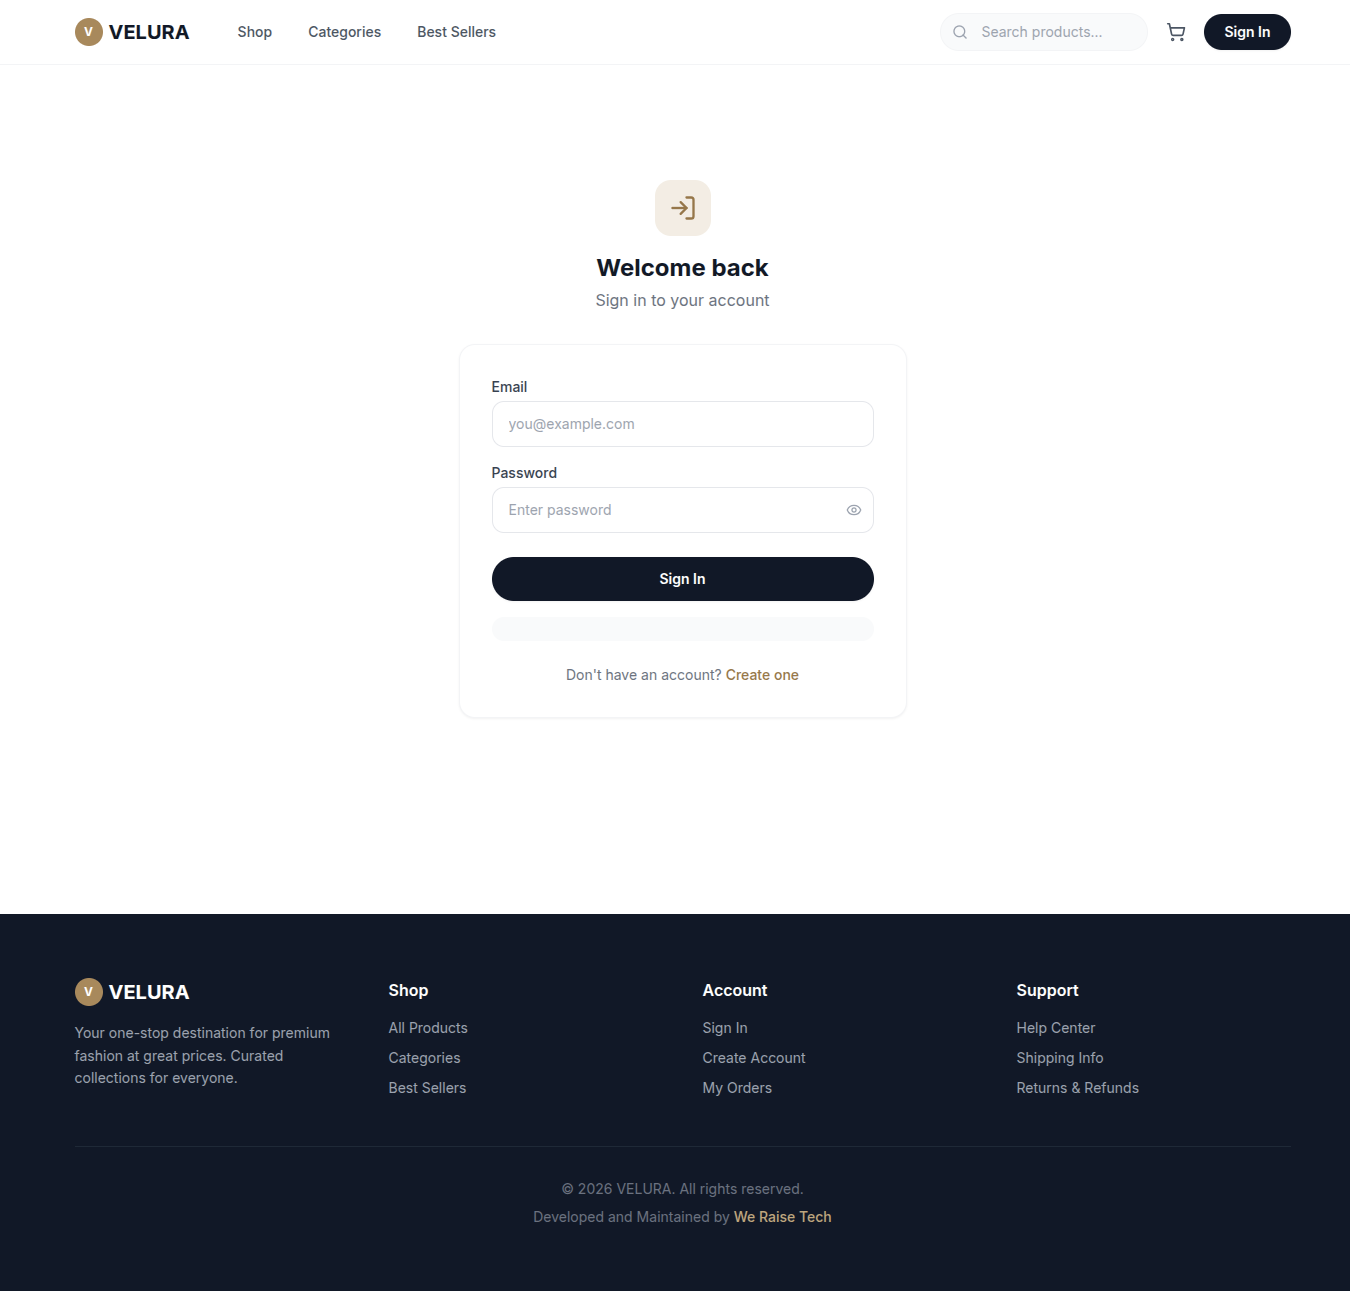 V VELURA Shop Categories Best Sellers Search products... Sign In
Welcome back
Sign in to your account
Email
you@example.com
Password
Enter password
Sign In
Don't have an account? Create one
V VELURA
Your one-stop destination for premium
fashion at great prices. Curated
collections for everyone.
Shop
All Products
Categories
Best Sellers
Account
Sign In
Create Account
My Orders
Support
Help Center
Shipping Info
Returns & Refunds
© 2026 VELURA. All rights reserved.
Developed and Maintained by We Raise Tech